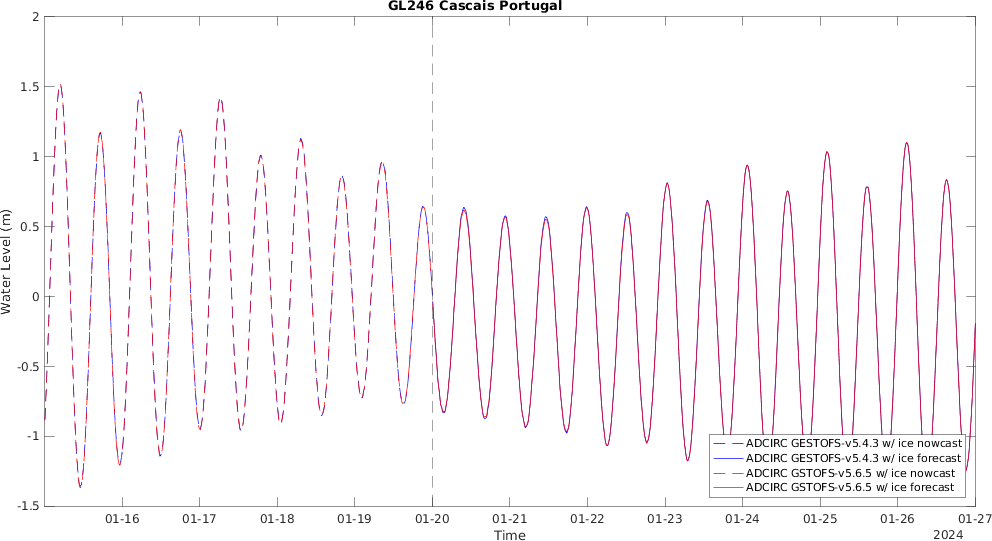 GL246 Cascais Portugal
2
1.5
1
0.5
0
-0.5
-1
-1.5
Water Level (m)
ADCIRC GESTOFS-v5.4.3 w/ ice nowcast
ADCIRC GESTOFS-v5.4.3 w/ ice forecast
ADCIRC GSTOFS-v5.6.5 w/ ice nowcast
ADCIRC GSTOFS-v5.6.5 w/ ice forecast
01-16 01-17 01-18 01-19 01-20 01-21 01-22 01-23 01-24 01-25 01-26 01-27
Time
2024